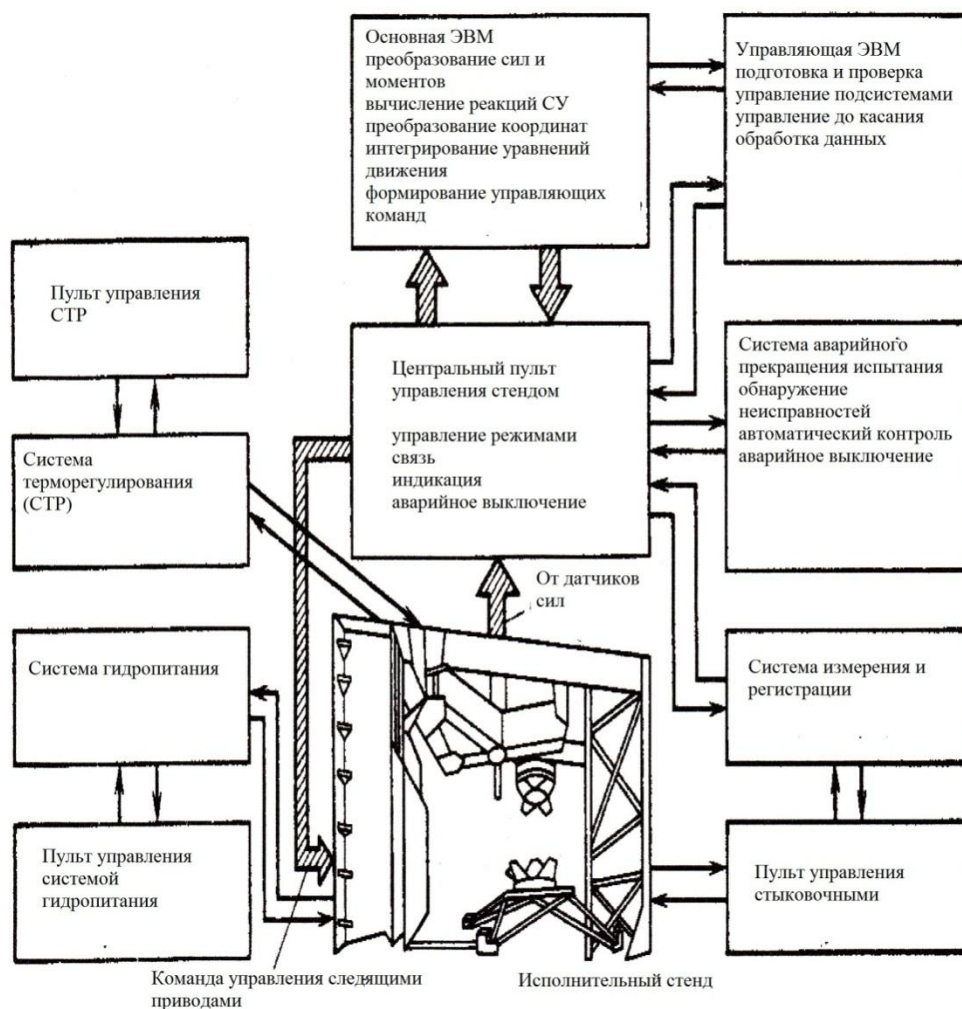 Основная ЭВМ
преобразование сил и
моментов
вычисление реакций СУ
преобразование координат
интегрирование уравнений
движения
формирование управляющих
команд
Управляющая ЭВМ
подготовка и проверка
управление подсистемами
управление до касания
обработка данных
Пульт управления
СТР
Центральный пульт
управления стендом
управление режимами
связь
индикация
аварийное выключение
Система аварийного
прекращения испытания
обнаружение
неисправностей
автоматический контроль
аварийное выключение
Система
терморегулирования
(СТР)
От датчиков
сил
Система гидропитания
Система измерения и
регистрации
Пульт управления
системой
гидропитания
Пульт управления
стыковочными
Команда управления следящими
приводами
Исполнительный стенд